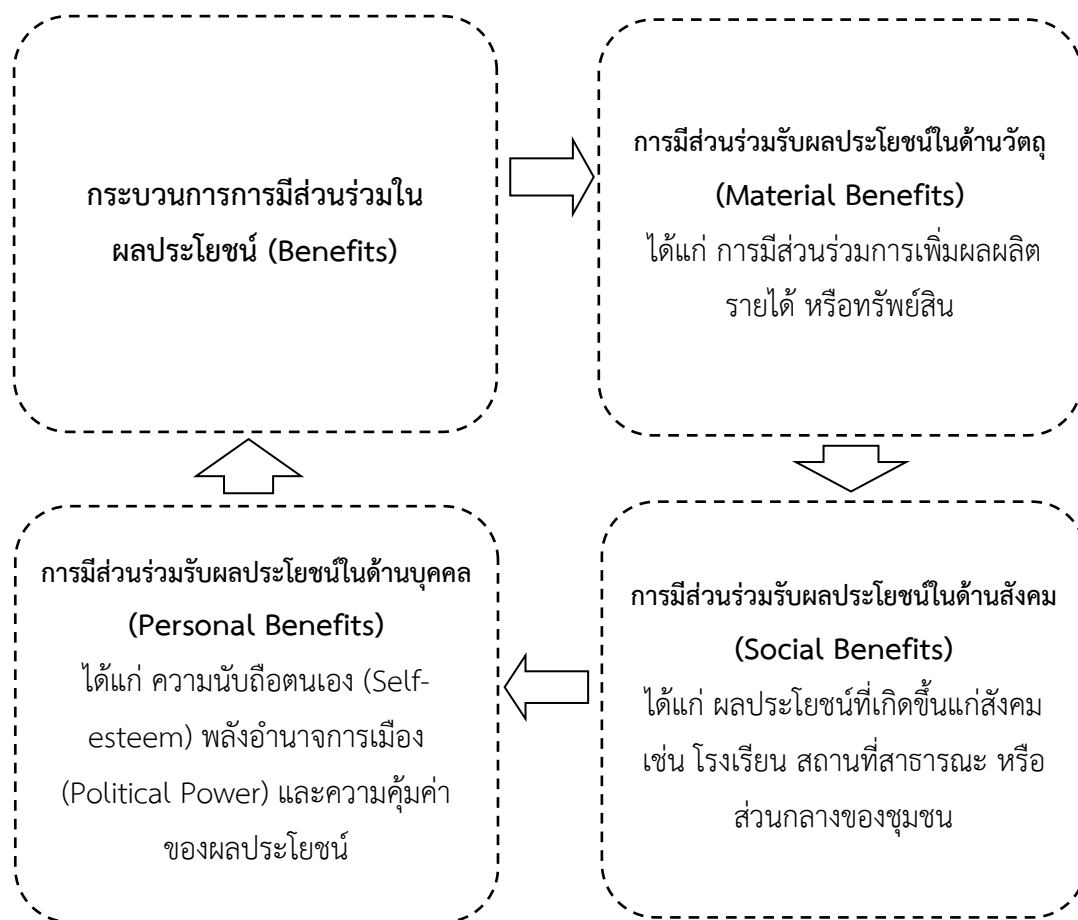 กระบวนการการมีส่วนร่วมใน
ผลประโยชน์ (Benefits)
การมีส่วนร่วมรับผลประโยชน์ในด้านวัตถุ
(Material Benefits)
ได้แก่ การมีส่วนร่วมการเพิ่มผลผลิต
รายได้ หรือทรัพย์สิน
การมีส่วนร่วมรับผลประโยชน์ในด้านสังคม
(Social Benefits)
ได้แก่ ผลประโยชน์ที่เกิดขึ้นแก่สังคม
เช่น โรงเรียน สถานที่สาธารณะ หรือ
ส่วนกลางของชุมชน
การมีส่วนร่วมรับผลประโยชน์ในด้านบุคคล
(Personal Benefits)
ได้แก่ ความนับถือตนเอง (Self-
esteem) พลังอำนาจการเมือง
(Political Power) และความคุ้มค่า
ของผลประโยชน์